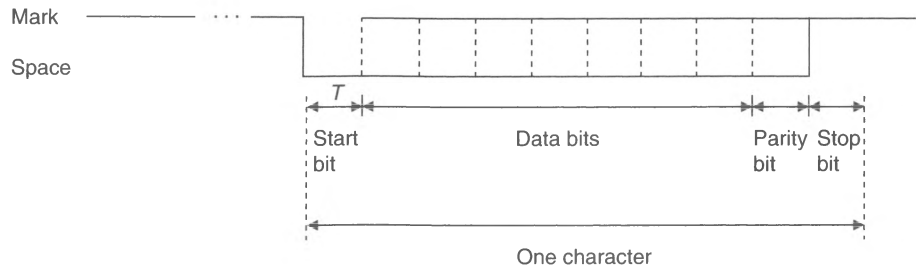 Mark
Space
T
Start bit
Data bits
Parity bit
Stop bit
One character